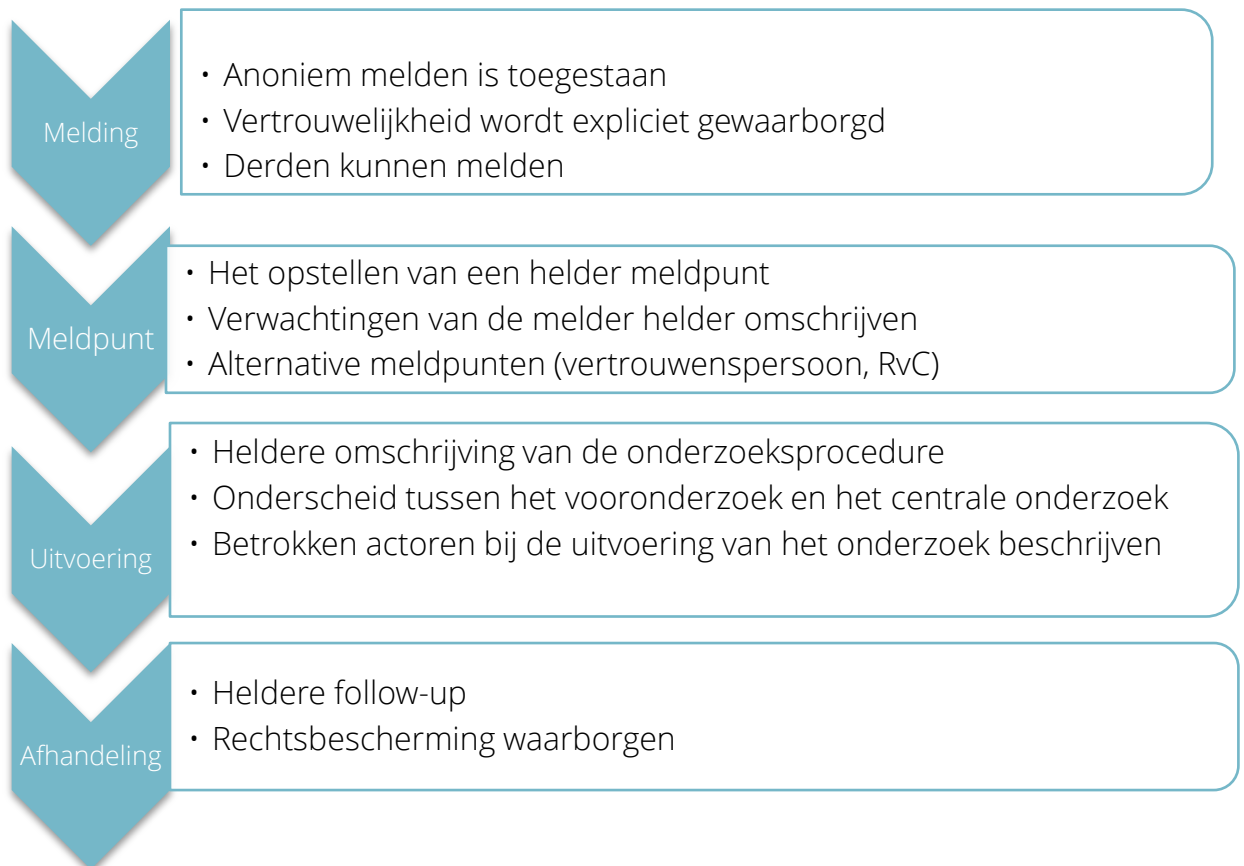 Melding
• Anoniem melden is toegestaan
• Vertrouwelijkheid wordt expliciet gewaarborgd
• Derden kunnen melden
Meldpunt
• Het opstellen van een helder meldpunt
• Verwachtingen van de melder helder omschrijven
• Alternative meldpunten (vertrouwenspersoon, RvC)
Uitvoering
• Heldere omschrijving van de onderzoeksprocedure
• Onderscheid tussen het vooronderzoek en het centrale onderzoek
• Betrokken actoren bij de uitvoering van het onderzoek beschrijven
Afhandeling
• Heldere follow-up
• Rechtsbescherming waarborgen